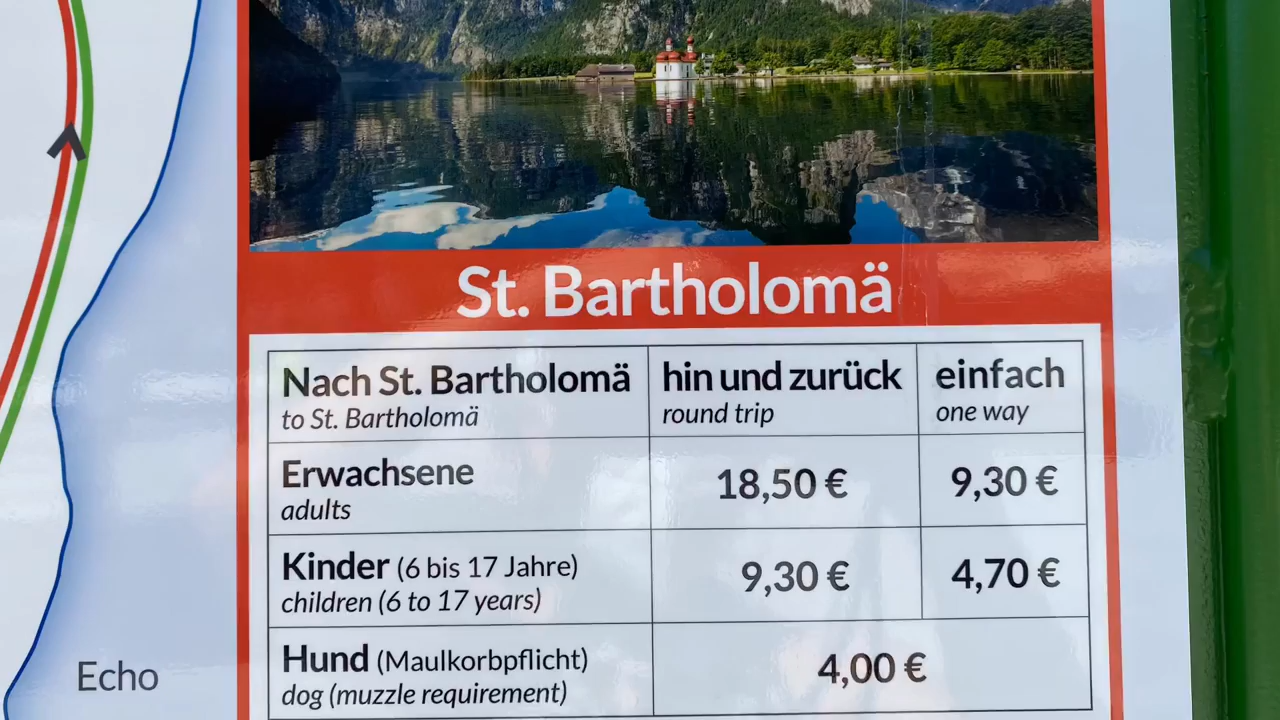 St. Bartholomä
Nach St. Bartholomä
to St. Bartholomä
hin und zurück
round trip
einfach
one way
Erwachsene
adults
18,50 €
9,30 €
Kinder (6 bis 17 Jahre)
children (6 to 17 years)
9,30 €
4,70 €
Hund (Maulkorbpflicht)
dog (muzzle requirement)
4,00 €
Echo